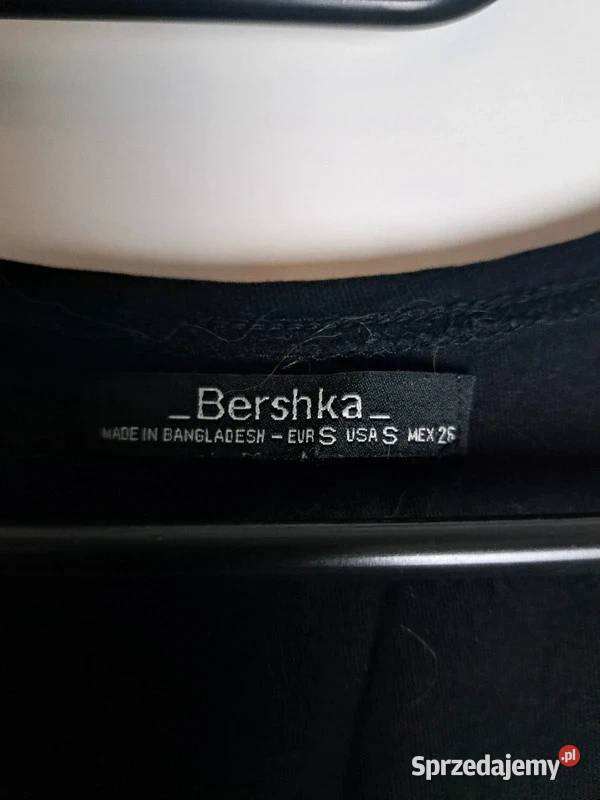 _Bershka_
MADE IN BANGLADESH - EUR S USA S MEX 26
Sprzedajemy.pl